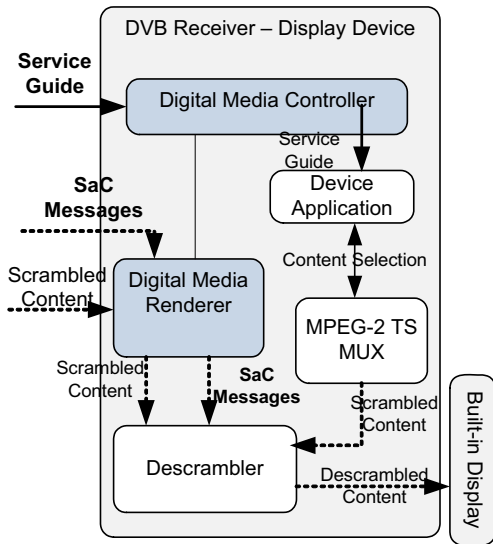 DVB Receiver – Display Device
Service
Guide
Digital Media Controller
Service
Guide
Device
Application
SaC
Messages
Content Selection
Scrambled
Content
Digital Media
Renderer
MPEG-2 TS
MUX
Scrambled
Content
SaC
Messages
Scrambled
Content
Descrambler
Descrambled
Content
Built-in Display